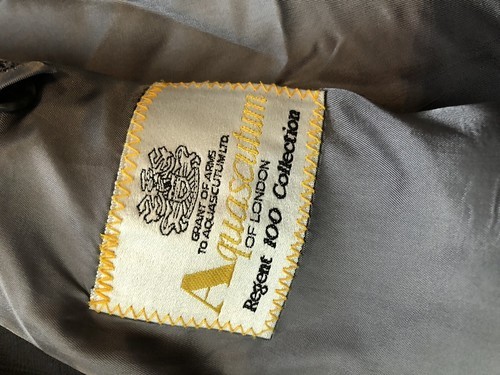 GRANT OF ARMS
TO AQUASCUTUM LTD.
Aquascutum
OF LONDON
Regent 100 Collection